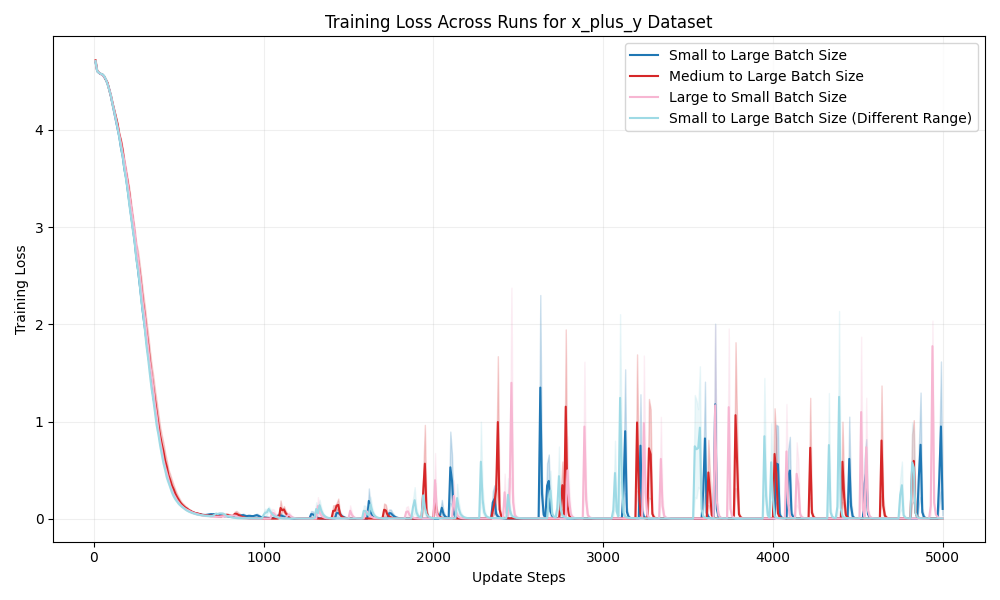 Training Loss Across Runs for x_plus_y Dataset
Small to Large Batch Size
Medium to Large Batch Size
Large to Small Batch Size
Small to Large Batch Size (Different Range)
Training Loss
4
3
2
1
0
0
1000
2000
3000
4000
5000
Update Steps